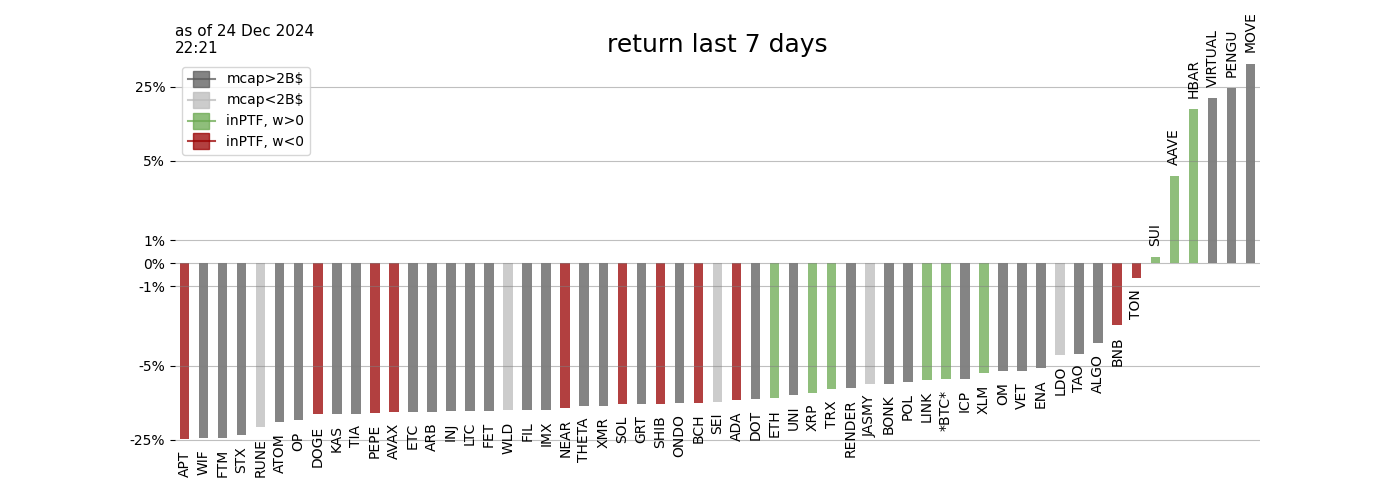 as of 24 Dec 2024
22:21
return last 7 days
mcap>2B$
mcap<2B$
inPTF, w>0
inPTF, w<0
25%
5%
1%
0%
-1%
-5%
-25%
APT
WIF
FTM
STX
RUNE
ATOM
OP
DOGE
KAS
TIA
PEPE
AVAX
ETC
ARB
INJ
LTC
FET
WLD
FIL
IMX
NEAR
THETA
XMR
SOL
GRT
SHIB
ONDO
BCH
SEI
ADA
DOT
ETH
UNI
XRP
TRX
RENDER
JASMY
BONK
POL
LINK
*BTC*
ICP
XLM
OM
VET
ENA
LDO
TAO
ALGO
BNB
TON
SUI
AAVE
HBAR
VIRTUAL
PENGU
MOVE